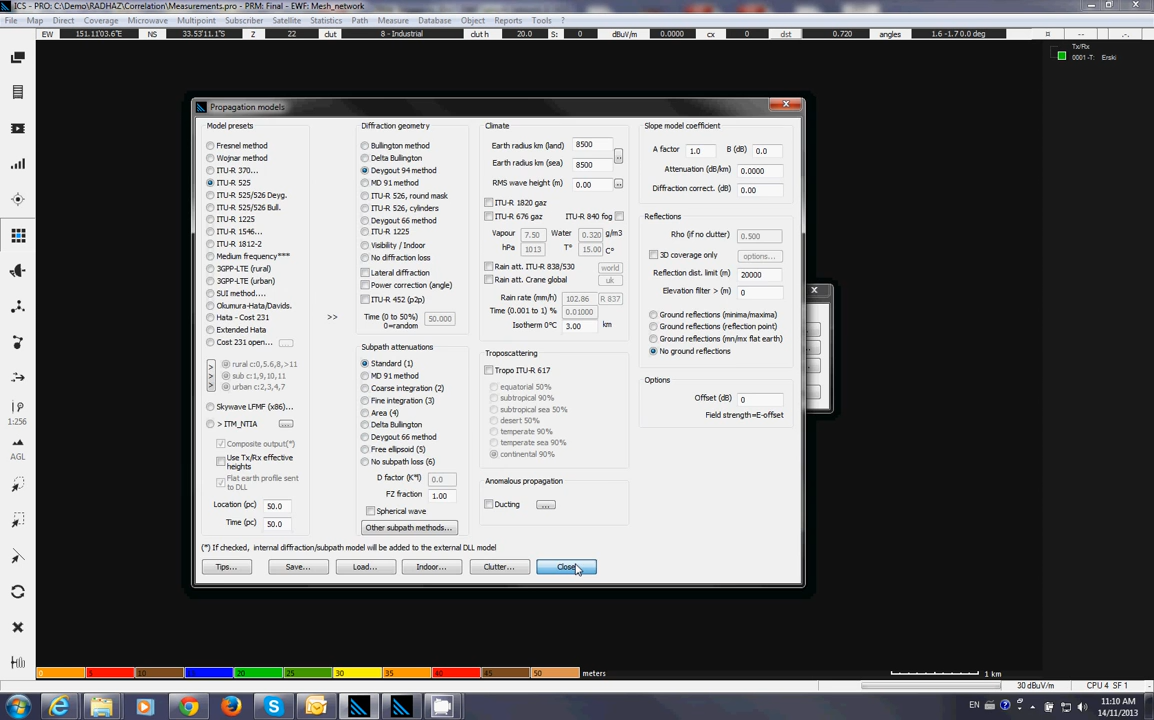 ICS - PRO: C:\Demo\RADHAZ\Correlation\Measurements.pro - PRM: Final - EWF: Mesh_network
File Map Direct Coverage Microwave Multipoint Subscriber Satellite Statistics Path Measure Database Object Reports Tools ?
EW 151.11'03.6"E NS 33.53'11.1"S Z 22 clut 8 - Industrial clut h 20.0 S: 0 dBuV/m 0.0000 cx 0 dst 0.720 angles 1.6 -1.7 0.0 deg
Tx/Rx
0001 -T: Erski
Propagation models
Model presets
Fresnel method
Wojnar method
ITU-R 370...
ITU-R 525
ITU-R 525/526 Deyg.
ITU-R 525/526 Bull.
ITU-R 1225
ITU-R 1546...
ITU-R 1812-2
Medium frequency***
3GPP-LTE (rural)
3GPP-LTE (urban)
SUI method....
Okumura-Hata/Davids.
Hata - Cost 231
Extended Hata
Cost 231 open...
> rural c:0,5,6,8,>11
> sub c:1,9,10,11
> urban c:2,3,4,7
Skywave LFMF (x86)...
> ITM_NTIA ...
Composite output(*)
Use Tx/Rx effective
heights
Flat earth profile sent
to DLL
Location (pc) 50.0
Time (pc) 50.0
>>
Diffraction geometry
Bullington method
Delta Bullington
Deygout 94 method
MD 91 method
ITU-R 526, round mask
ITU-R 526, cylinders
Deygout 66 method
ITU-R 1225
Visibility / Indoor
No diffraction loss
Lateral diffraction
Power correction (angle)
ITU-R 452 (p2p)
Time (0 to 50%)
0=random
50.000
Subpath attenuations
Standard (1)
MD 91 method
Coarse integration (2)
Fine integration (3)
Area (4)
Delta Bullington
Deygout 66 method
Free ellipsoid (5)
No subpath loss (6)
D factor (K*l) 0.0
FZ fraction 1.00
Spherical wave
Other subpath methods...
Climate
Earth radius km (land) 8500
Earth radius km (sea) 8500
..
RMS wave height (m) 0.00 ..
ITU-R 1820 gaz
ITU-R 676 gaz ITU-R 840 fog
Vapour 7.50 Water 0.320 g/m3
hPa 1013 T° 15.00 C°
Rain att. ITU-R 838/530 world
Rain att. Crane global uk
Rain rate (mm/h) 102.86 R 837
Time (0.001 to 1) % 0.01000
Isotherm 0°C 3.00 km
Troposcattering
Tropo ITU-R 617
equatorial 50%
subtropical 90%
subtropical sea 50%
desert 50%
temperate 90%
temperate sea 90%
continental 90%
Anomalous propagation
Ducting ...
Slope model coefficient
A factor 1.0 B (dB) 0.0
Attenuation (dB/km) 0.0000
Diffraction correct. (dB) 0.00
Reflections
Rho (if no clutter) 0.500
3D coverage only options...
Reflection dist. limit (m) 20000
Elevation filter > (m) 0
Ground reflections (minima/maxima)
Ground reflections (reflection point)
Ground reflections (mn/mx flat earth)
No ground reflections
Options
Offset (dB) 0
Field strength=E-offset
(*) If checked, internal diffraction/subpath model will be added to the external DLL model
Tips... Save... Load... Indoor... Clutter... Close
1:256
AGL
0 5 10 15 20 25 30 35 40 45 50 meters
1 km
30 dBuV/m CPU 4 SF 1
EN 11:10 AM
14/11/2013